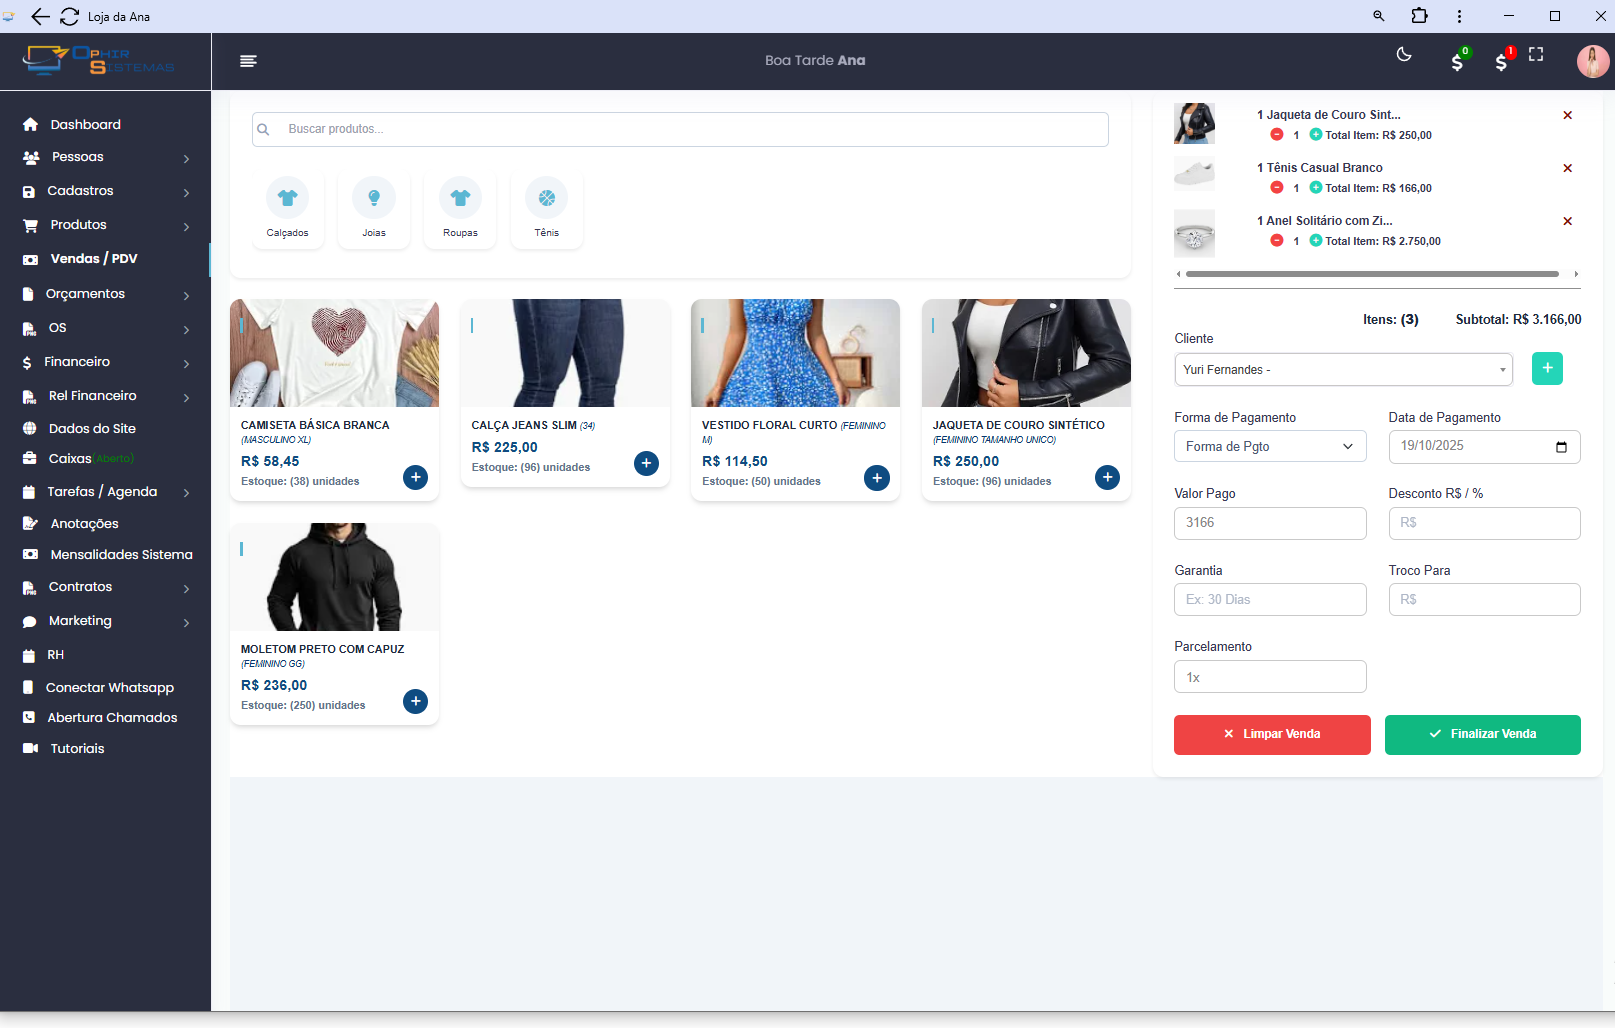 Loja da Ana
OPHIR
SISTEMAS
Boa Tarde Ana
0
1
Dashboard
Pessoas
Cadastros
Produtos
Vendas / PDV
Orçamentos
OS
Financeiro
Rel Financeiro
Dados do Site
Caixas(Aberto)
Tarefas / Agenda
Anotações
Mensalidades Sistema
Contratos
Marketing
RH
Conectar Whatsapp
Abertura Chamados
Tutoriais
Buscar produtos...
Calçados
Joias
Roupas
Tênis
CAMISETA BÁSICA BRANCA
(MASCULINO XL)
R$ 58,45
Estoque: (38) unidades
CALÇA JEANS SLIM (34)
R$ 225,00
Estoque: (96) unidades
VESTIDO FLORAL CURTO (FEMININO
M)
R$ 114,50
Estoque: (50) unidades
JAQUETA DE COURO SINTÉTICO
(FEMININO TAMANHO UNICO)
R$ 250,00
Estoque: (96) unidades
MOLETOM PRETO COM CAPUZ
(FEMININO GG)
R$ 236,00
Estoque: (250) unidades
1 Jaqueta de Couro Sint...
1 Total Item: R$ 250,00
1 Tênis Casual Branco
1 Total Item: R$ 166,00
1 Anel Solitário com Zi...
1 Total Item: R$ 2.750,00
Itens: (3) Subtotal: R$ 3.166,00
Cliente
Yuri Fernandes -
Forma de Pagamento
Forma de Pgto
Data de Pagamento
19/10/2025
Valor Pago
3166
Desconto R$ / %
R$
Garantia
Ex: 30 Dias
Troco Para
R$
Parcelamento
1x
Limpar Venda
Finalizar Venda